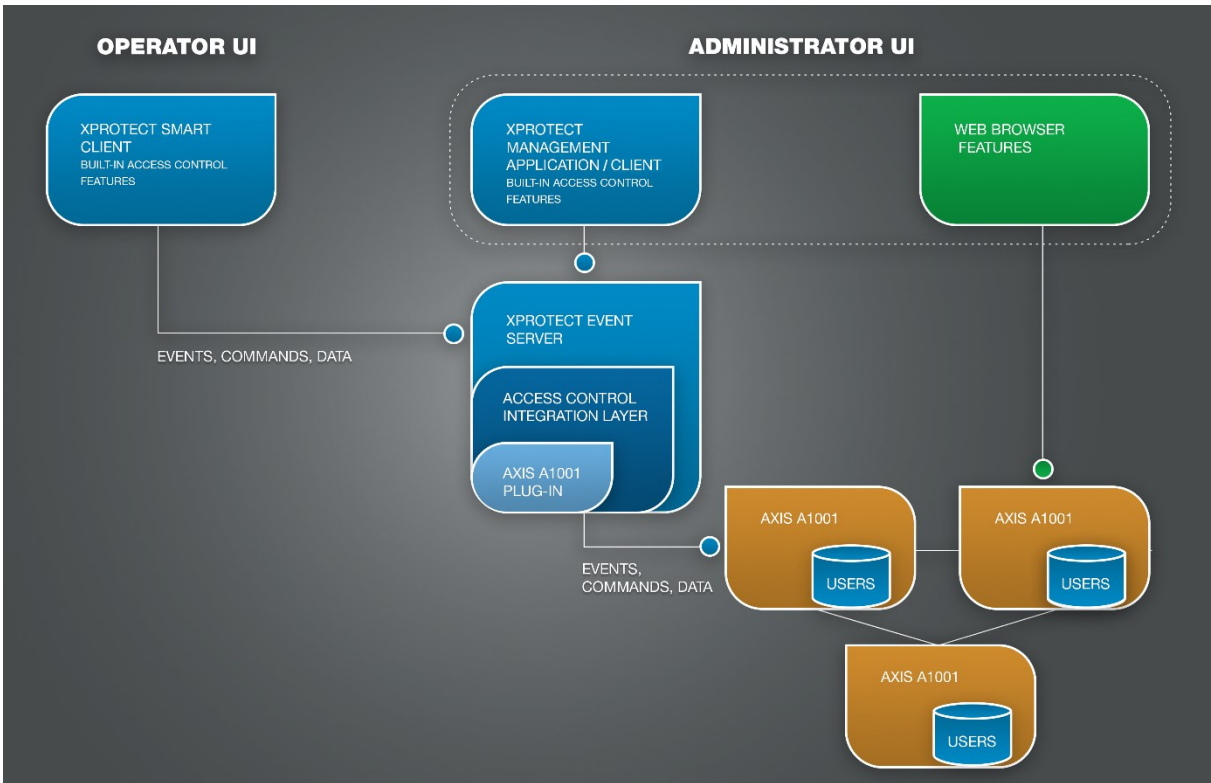 OPERATOR UI
ADMINISTRATOR UI
XPROTECT SMART
CLIENT
BUILT-IN ACCESS CONTROL
FEATURES
XPROTECT
MANAGEMENT
APPLICATION / CLIENT
BUILT-IN ACCESS CONTROL
FEATURES
WEB BROWSER
FEATURES
EVENTS, COMMANDS, DATA
XPROTECT EVENT
SERVER
ACCESS CONTROL
INTEGRATION LAYER
AXIS A1001
PLUG-IN
EVENTS,
COMMANDS, DATA
AXIS A1001
USERS
AXIS A1001
USERS
AXIS A1001
USERS